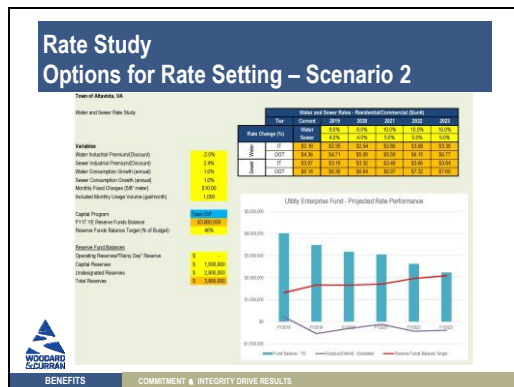 Rate Study
Options for Rate Setting – Scenario 2
Town of Altavista, VA
Water and Sewer Rate Study
Water and Sewer Rates - Residential/Commercial ($/unit)
Tier Current 2019 2020 2021 2022 2023
Rate Change (%) Water 8.0% 8.0% 10.0% 10.0% 10.0%
Sewer 4.0% 4.0% 5.0% 5.0% 5.0%
Water IT $2.18 $2.35 $2.54 $2.80 $3.08 $3.38
OGT $4.36 $4.71 $5.09 $5.59 $6.15 $6.77
Sewer IT $3.07 $3.19 $3.32 $3.49 $3.66 $3.84
OGT $6.14 $6.39 $6.64 $6.97 $7.32 $7.69
Variables
Water Industrial Premium/(Discount) -2.0%
Sewer Industrial Premium/(Discount) 2.4%
Water Consumption Growth (annual) 1.0%
Sewer Consumption Growth (annual) 1.0%
Monthly Fixed Charges (5/8" meter) $10.00
Included Monthly Usage Volume (gal/month) 1,000
Capital Program Town CIP
FY17 YE Reserve Funds Balance $3,800,000
Reserve Funds Balance Target (% of Budget) 40%
Reserve Fund Balances
Operating Reserves/"Rainy Day" Reserve $ -
Capital Reserves $ 1,000,000
Undesignated Reserves $ 2,800,000
Total Reserves $ 3,800,000
Utility Enterprise Fund - Projected Rate Performance
$5,000,000
$4,000,000
$3,000,000
$2,000,000
$1,000,000
$0
-$1,000,000
FY2018 FY2019 FY2020 FY2021 FY2022 FY2023
Fund Balance - YE Surplus/(Deficit) - Escalated Reserve Funds Balance Target
WOODARD
&CURRAN
BENEFITS COMMITMENT & INTEGRITY DRIVE RESULTS